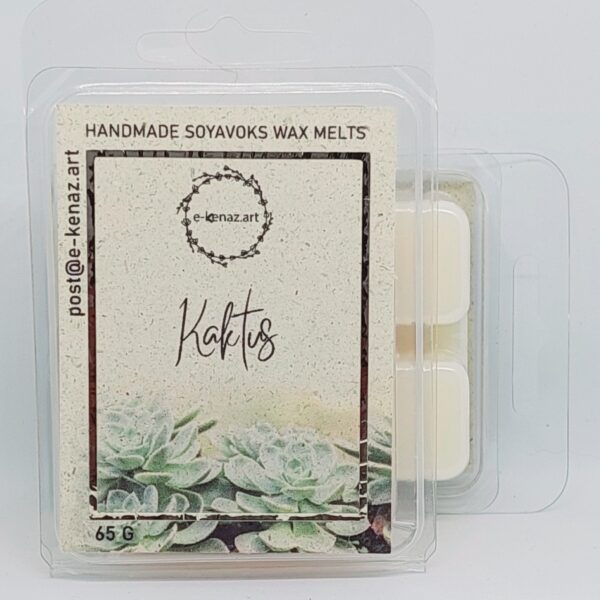 HANDMADE SOYAVOKS WAX MELTS
post@e-kenaz.art
e-kenaz.art
Kaktus
65 G